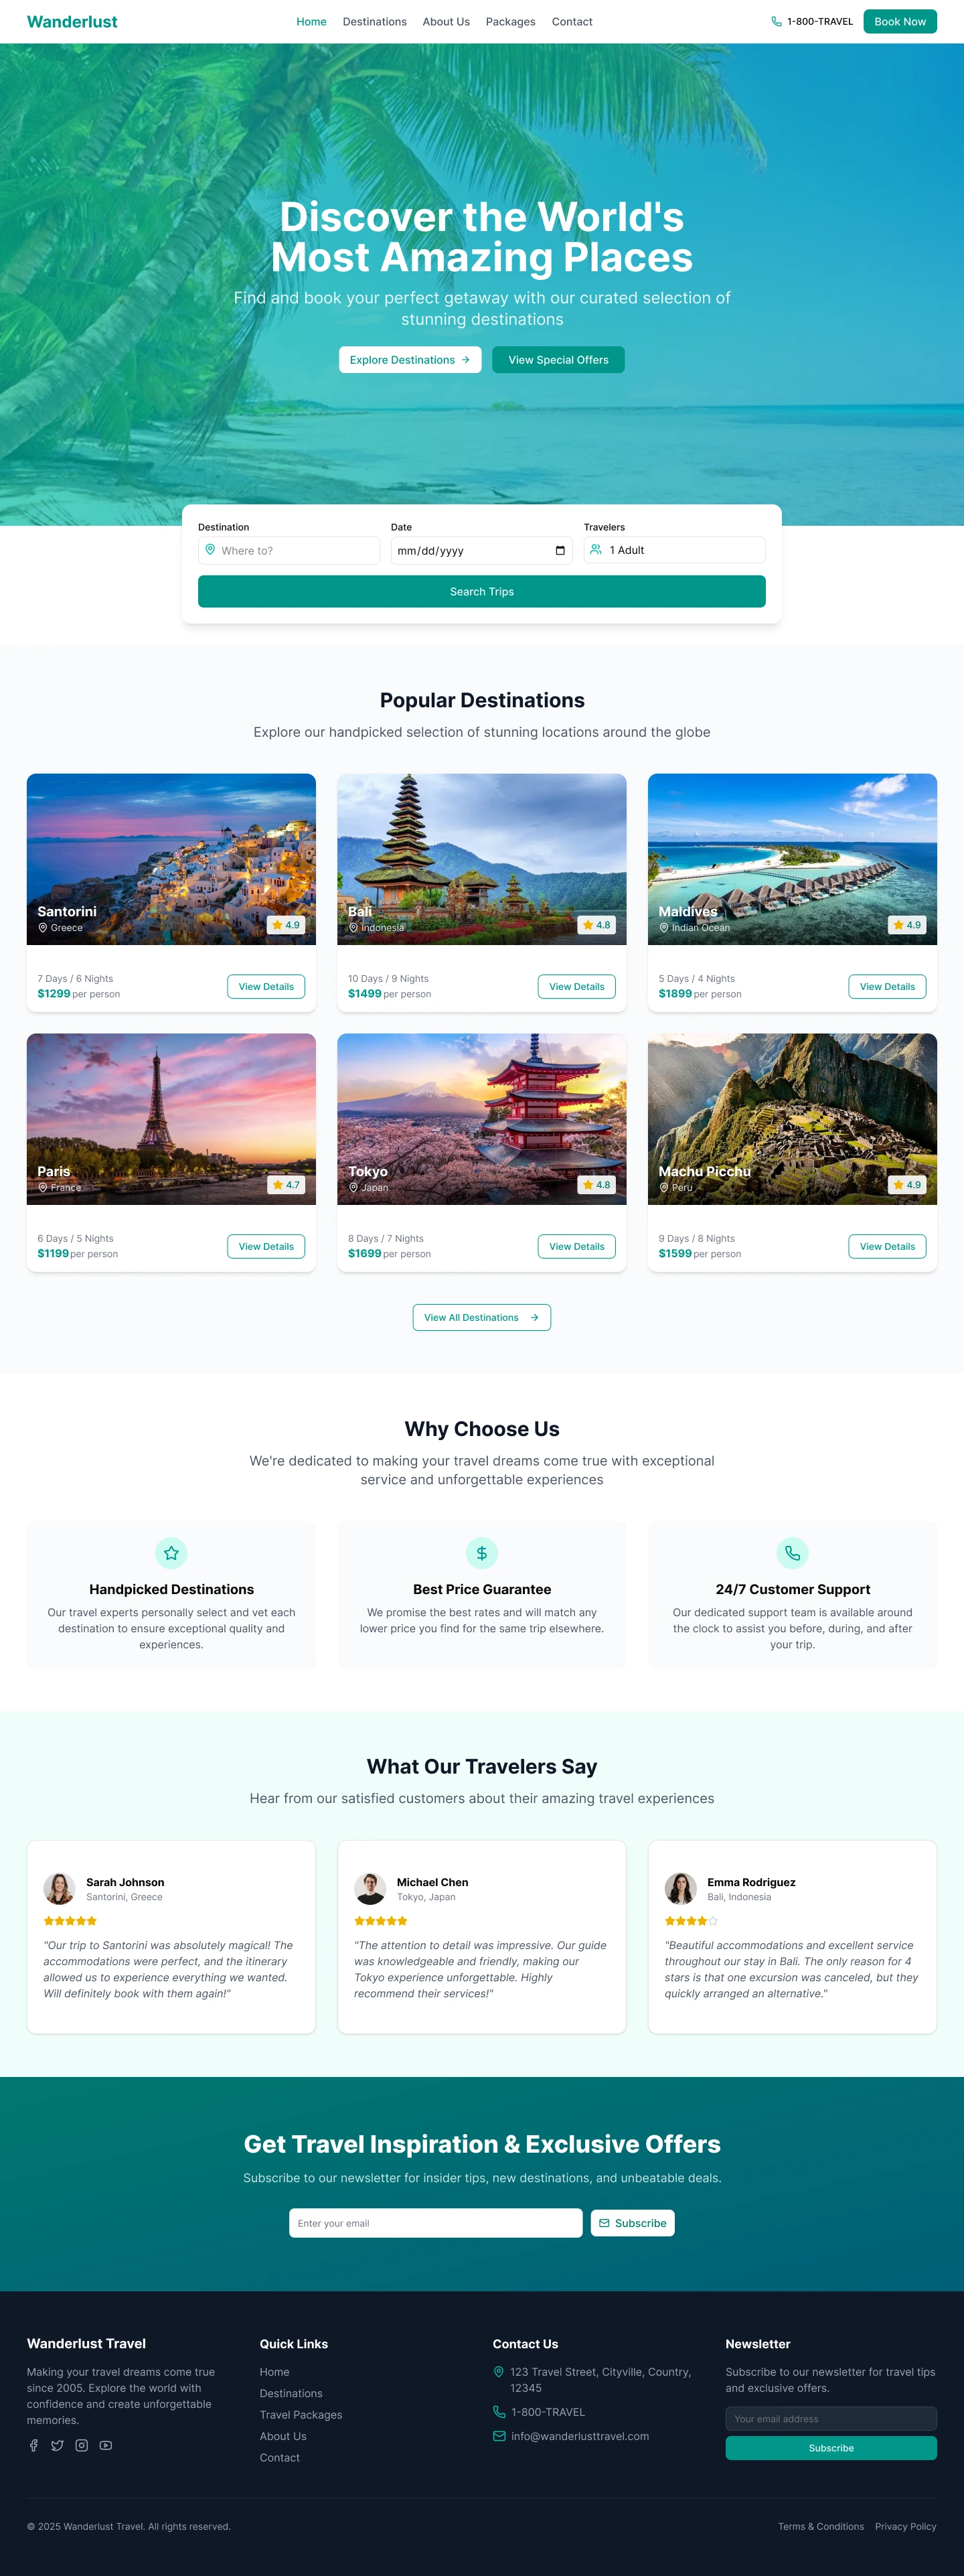 Wanderlust
Home
Destinations
About Us
Packages
Contact
1-800-TRAVEL
Book Now
Discover the World's
Most Amazing Places
Find and book your perfect getaway with our curated selection of
stunning destinations
Explore Destinations
View Special Offers
Destination
Where to?
Date
mm/dd/yyyy
Travelers
1 Adult
Search Trips
Popular Destinations
Explore our handpicked selection of stunning locations around the globe
Santorini
Greece
4.9
7 Days / 6 Nights
$1299 per person
View Details
Bali
Indonesia
4.8
10 Days / 9 Nights
$1499 per person
View Details
Maldives
Indian Ocean
4.9
5 Days / 4 Nights
$1899 per person
View Details
Paris
France
4.7
6 Days / 5 Nights
$1199 per person
View Details
Tokyo
Japan
4.8
8 Days / 7 Nights
$1699 per person
View Details
Machu Picchu
Peru
4.9
9 Days / 8 Nights
$1599 per person
View Details
View All Destinations
Why Choose Us
We're dedicated to making your travel dreams come true with exceptional
service and unforgettable experiences
Handpicked Destinations
Our travel experts personally select and vet each
destination to ensure exceptional quality and
experiences.
Best Price Guarantee
We promise the best rates and will match any
lower price you find for the same trip elsewhere.
24/7 Customer Support
Our dedicated support team is available around
the clock to assist you before, during, and after
your trip.
What Our Travelers Say
Hear from our satisfied customers about their amazing travel experiences
Sarah Johnson
Santorini, Greece
"Our trip to Santorini was absolutely magical! The
accommodations were perfect, and the itinerary
allowed us to experience everything we wanted.
Will definitely book with them again!"
Michael Chen
Tokyo, Japan
"The attention to detail was impressive. Our guide
was knowledgeable and friendly, making our
Tokyo experience unforgettable. Highly
recommend their services!"
Emma Rodriguez
Bali, Indonesia
"Beautiful accommodations and excellent service
throughout our stay in Bali. The only reason for 4
stars is that one excursion was canceled, but they
quickly arranged an alternative."
Get Travel Inspiration & Exclusive Offers
Subscribe to our newsletter for insider tips, new destinations, and unbeatable deals.
Enter your email
Subscribe
Wanderlust Travel
Making your travel dreams come true
since 2005. Explore the world with
confidence and create unforgettable
memories.
Quick Links
Home
Destinations
Travel Packages
About Us
Contact
Contact Us
123 Travel Street, Cityville, Country,
12345
1-800-TRAVEL
info@wanderlusttravel.com
Newsletter
Subscribe to our newsletter for travel tips
and exclusive offers.
Your email address
Subscribe
© 2025 Wanderlust Travel. All rights reserved.
Terms & Conditions
Privacy Policy